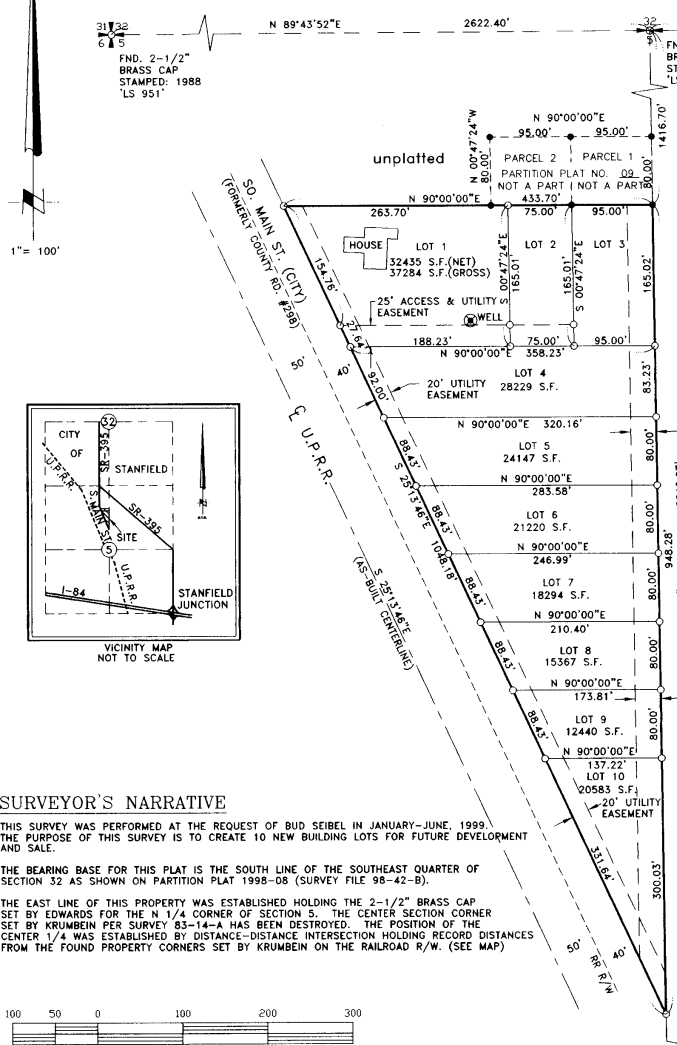 31 32
6 5
N 89°43'52"E 2622.40'
32
5
FND. 2-1/2"
BRASS CAP
STAMPED: 1988
'LS 951'
FN
BR
ST
'L
1416.70'
N 90°00'00"E
95.00' 95.00'
N 00°47'24"W
80.00'
PARCEL 2 PARCEL 1
PARTITION PLAT NO. 09
NOT A PART NOT A PART
80.00'
unplatted
N 90°00'00"E 433.70'
263.70' 75.00' 95.00'
1"= 100'
SO. MAIN ST. (CITY)
(FORMERLY COUNTY RD. #298)
HOUSE
LOT 1
32435 S.F.(NET)
37284 S.F.(GROSS)
S 00°47'24"E
165.01
LOT 2
165.01'
S 00°47'24"E
LOT 3
165.02'
154.76'
25' ACCESS & UTILITY
EASEMENT
WELL
27.64'
188.23' 75.00' 95.00'
N 90°00'00"E 358.23'
50'
40'
92.00'
20' UTILITY
EASEMENT
LOT 4
28229 S.F.
83.23'
N 90°00'00"E 320.16'
℄ U.P.R.R.
88.43'
LOT 5
24147 S.F.
80.00'
N 90°00'00"E
283.58'
S 25°13'46"E 1048.18'
88.43'
LOT 6
21220 S.F.
80.00'
N 90°00'00"E
246.99'
948.28'
88.43'
LOT 7
18294 S.F.
80.00'
N 90°00'00"E
210.40'
S 25°13'46"E
(AS-BUILT CENTERLINE)
88.43'
LOT 8
15367 S.F.
80.00'
N 90°00'00"E
173.81'
88.43'
LOT 9
12440 S.F.
80.00'
N 90°00'00"E
137.22'
LOT 10
20583 S.F.
20' UTILITY
EASEMENT
331.64'
300.03'
50'
40'
RR R/W
32
CITY
OF
STANFIELD
SR-395
U.P.R.R.
S. MAIN ST.
SR-395
SITE
5
U.P.R.R.
I-84
STANFIELD
JUNCTION
VICINITY MAP
NOT TO SCALE
SURVEYOR'S NARRATIVE
THIS SURVEY WAS PERFORMED AT THE REQUEST OF BUD SEIBEL IN JANUARY-JUNE, 1999.
THE PURPOSE OF THIS SURVEY IS TO CREATE 10 NEW BUILDING LOTS FOR FUTURE DEVELOPMENT
AND SALE.
THE BEARING BASE FOR THIS PLAT IS THE SOUTH LINE OF THE SOUTHEAST QUARTER OF
SECTION 32 AS SHOWN ON PARTITION PLAT 1998-08 (SURVEY FILE 98-42-B).
THE EAST LINE OF THIS PROPERTY WAS ESTABLISHED HOLDING THE 2-1/2" BRASS CAP
SET BY EDWARDS FOR THE N 1/4 CORNER OF SECTION 5. THE CENTER SECTION CORNER
SET BY KRUMBEIN PER SURVEY 83-14-A HAS BEEN DESTROYED. THE POSITION OF THE
CENTER 1/4 WAS ESTABLISHED BY DISTANCE-DISTANCE INTERSECTION HOLDING RECORD DISTANCES
FROM THE FOUND PROPERTY CORNERS SET BY KRUMBEIN ON THE RAILROAD R/W. (SEE MAP)
100 50 0 100 200 300